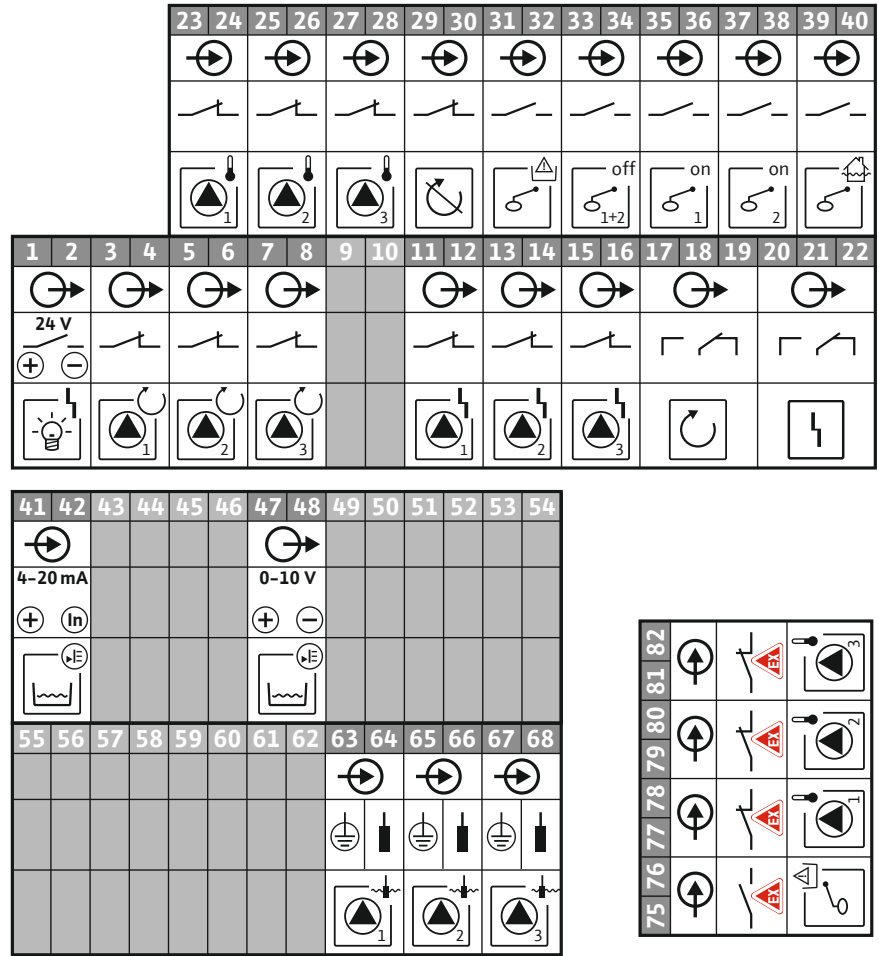 23 24 25 26 27 28 29 30 31 32 33 34 35 36 37 38 39 40
off on on
1 2 3 1+2 1 2
1 2 3 4 5 6 7 8 9 10 11 12 13 14 15 16 17 18 19 20 21 22
24 V
+ −
1 2 3 1 2 3
41 42 43 44 45 46 47 48 49 50 51 52 53 54
4–20 mA 0–10 V
+ In + −
55 56 57 58 59 60 61 62 63 64 65 66 67 68
1 2 3
81 82
EX
3
79 80
EX
2
77 78
EX
1
75 76
EX